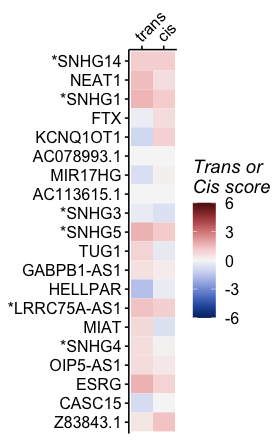 trans cis
*SNHG14
NEAT1
*SNHG1
FTX
KCNQ1OT1
AC078993.1
MIR17HG
AC113615.1
*SNHG3
*SNHG5
TUG1
GABPB1-AS1
HELLPAR
*LRRC75A-AS1
MIAT
*SNHG4
OIP5-AS1
ESRG
CASC15
Z83843.1
Trans or
Cis score
6
3
0
-3
-6